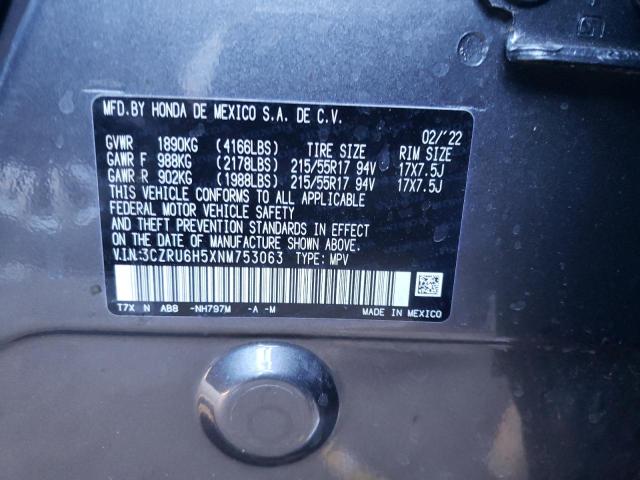 MFD.BY HONDA DE MEXICO S.A. DE C.V.
02/'22
GVWR 1890KG (4166LBS) TIRE SIZE RIM SIZE
GAWR F 988KG (2178LBS) 215/55R17 94V 17X7.5J
GAWR R 902KG (1988LBS) 215/55R17 94V 17X7.5J
THIS VEHICLE CONFORMS TO ALL APPLICABLE
FEDERAL MOTOR VEHICLE SAFETY
AND THEFT PREVENTION STANDARDS IN EFFECT
ON THE DATE OF MANUFACTURE SHOWN ABOVE.
V.I.N:3CZRU6H5XNM753063 TYPE: MPV
T7X N AB8 -NH797M -A -M MADE IN MEXICO